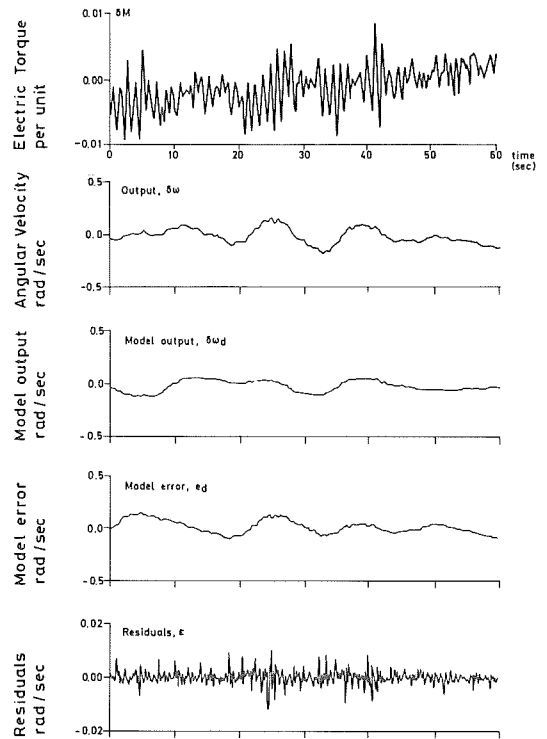 Electric Torque
per unit
0.01
0.00
-0.01
δM
0 10 20 30 40 50 60 time
(sec)
Angular Velocity
rad/sec
0.5
0.0
-0.5
Output, δω
Model output
rad/sec
0.5
0.0
-0.5
Model output, δωd
Model error
rad/sec
0.5
0.0
-0.5
Model error, ed
Residuals
rad/sec
0.02
0.00
-0.02
Residuals, ε